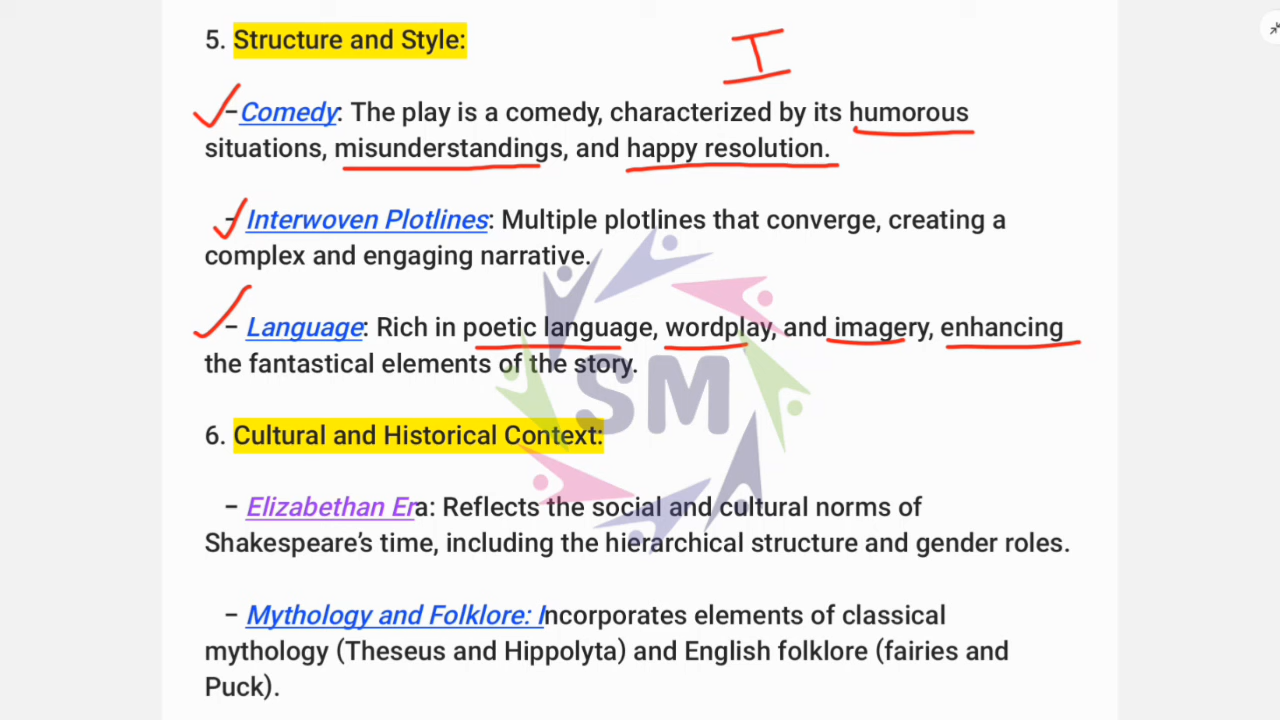 5. Structure and Style:
I
– Comedy: The play is a comedy, characterized by its humorous
situations, misunderstandings, and happy resolution.
- Interwoven Plotlines: Multiple plotlines that converge, creating a
complex and engaging narrative.
– Language: Rich in poetic language, wordplay, and imagery, enhancing
the fantastical elements of the story.
SM
6. Cultural and Historical Context:
– Elizabethan Era: Reflects the social and cultural norms of
Shakespeare's time, including the hierarchical structure and gender roles.
– Mythology and Folklore: Incorporates elements of classical
mythology (Theseus and Hippolyta) and English folklore (fairies and
Puck).